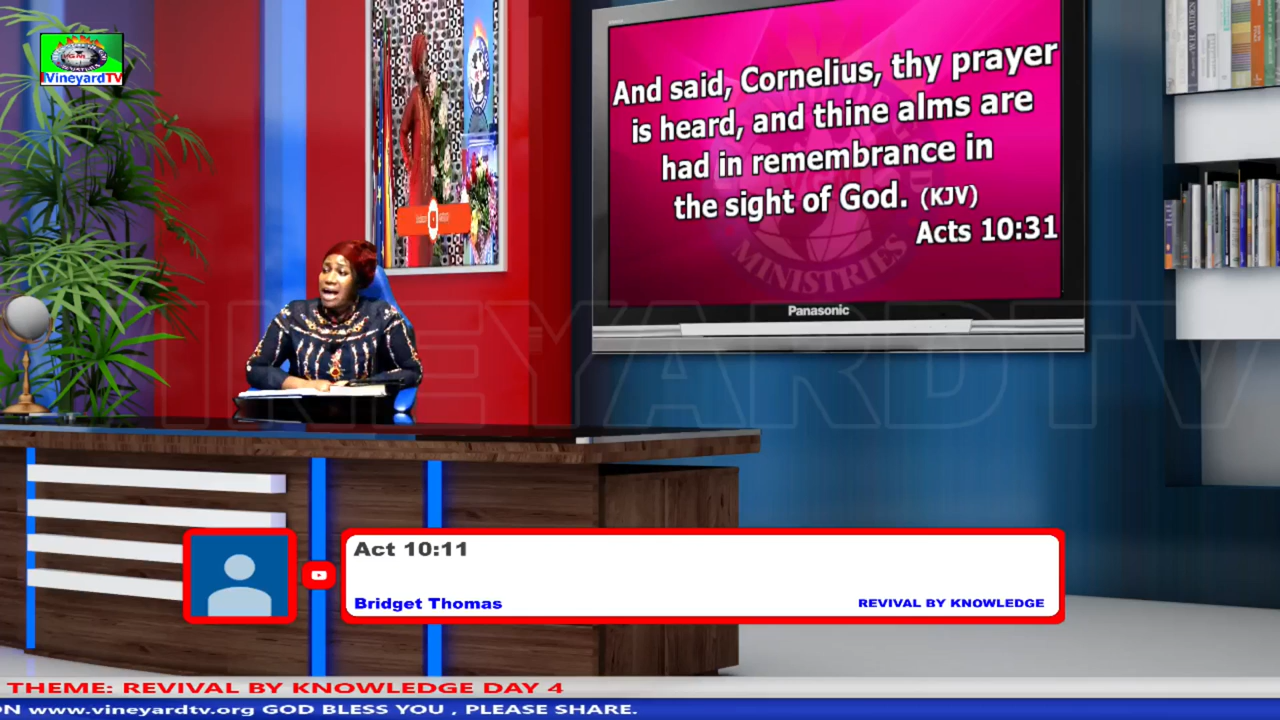 VineyardTV
And said, Cornelius, thy prayer
is heard, and thine alms are
had in remembrance in
the sight of God. (KJV)
Acts 10:31
MINISTRIES
Panasonic
VINEYARDTV
Act 10:11
Bridget Thomas
REVIVAL BY KNOWLEDGE
THEME: REVIVAL BY KNOWLEDGE DAY 4
ON www.vineyardtv.org GOD BLESS YOU , PLEASE SHARE.